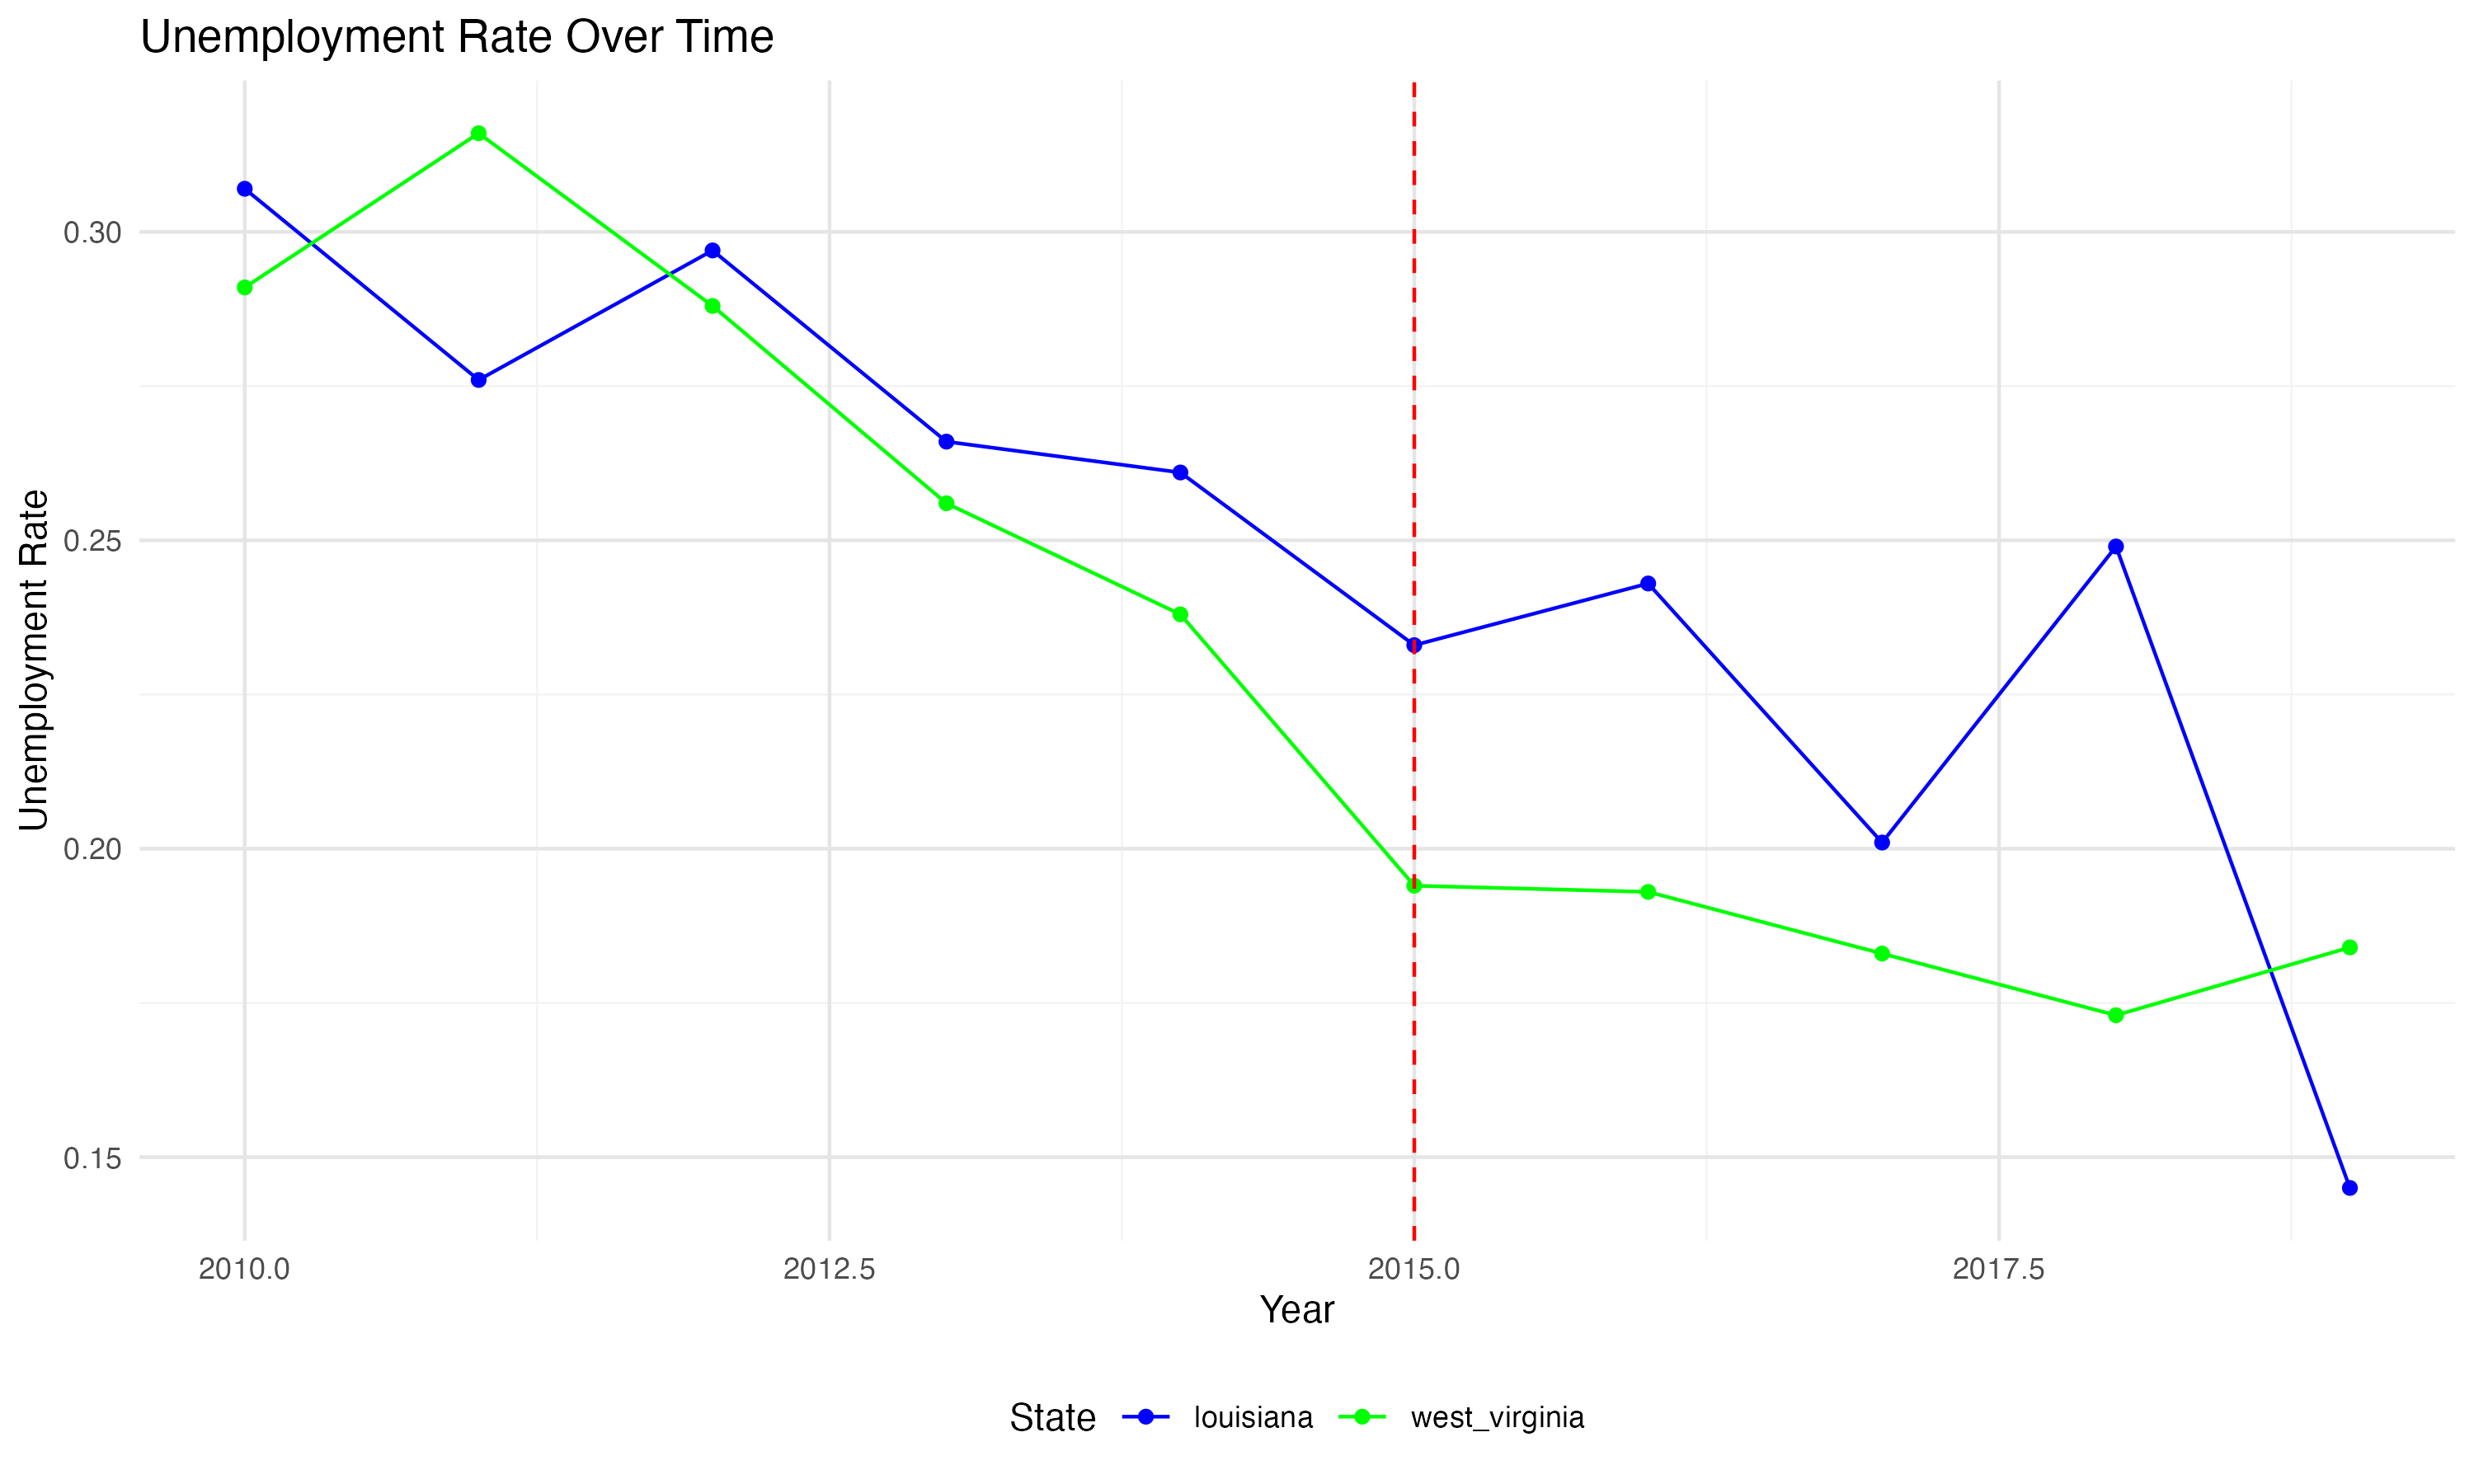 Unemployment Rate Over Time
Unemployment Rate
0.30
0.25
0.20
0.15
2010.0 2012.5 2015.0 2017.5
Year
State louisiana west_virginia